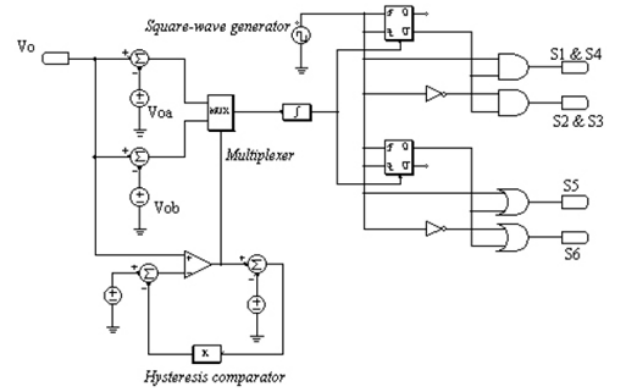 Square-wave generator
Vo
Voa
MUX
∫
Multiplexer
Vob
S1 & S4
S2 & S3
S5
S6
K
Hysteresis comparator